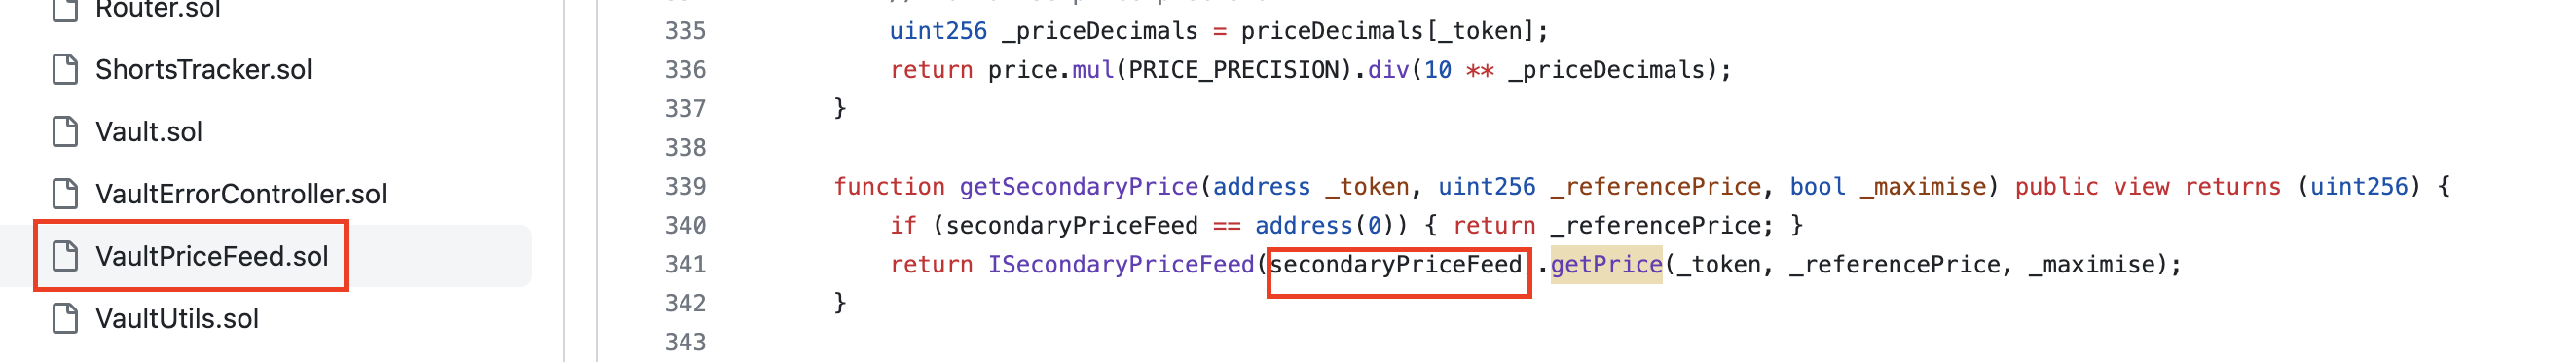 Router.sol
ShortsTracker.sol
Vault.sol
VaultErrorController.sol
VaultPriceFeed.sol
VaultUtils.sol
335 uint256 _priceDecimals = priceDecimals[_token];
336 return price.mul(PRICE_PRECISION).div(10 ** _priceDecimals);
337 }
338
339 function getSecondaryPrice(address _token, uint256 _referencePrice, bool _maximise) public view returns (uint256) {
340 if (secondaryPriceFeed == address(0)) { return _referencePrice; }
341 return ISecondaryPriceFeed(secondaryPriceFeed).getPrice(_token, _referencePrice, _maximise);
342 }
343